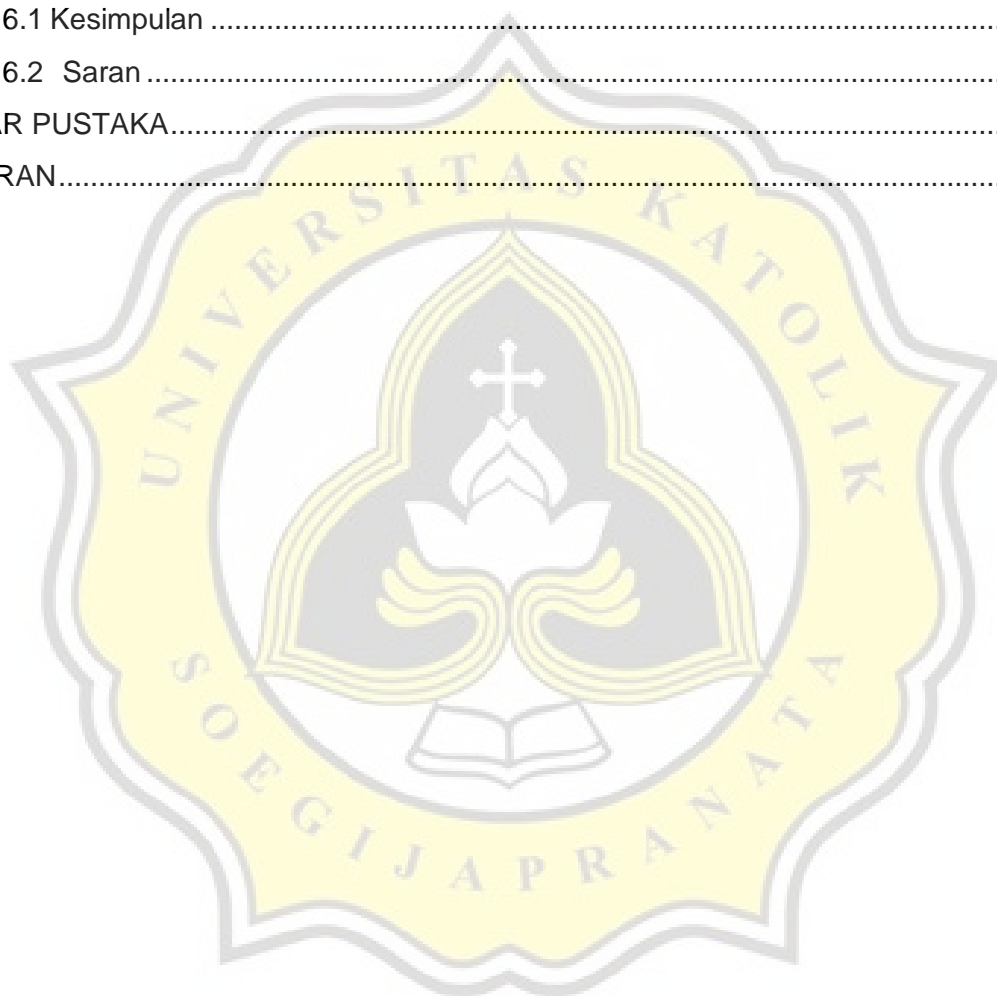 6.1 Kesimpulan ........................................................................................................
6.2 Saran ................................................................................................................
AR PUSTAKA.............................................................................................................
RAN...........................................................................................................................
UNIVERSITAS KATOLIK
SOEGIJAPRANATA